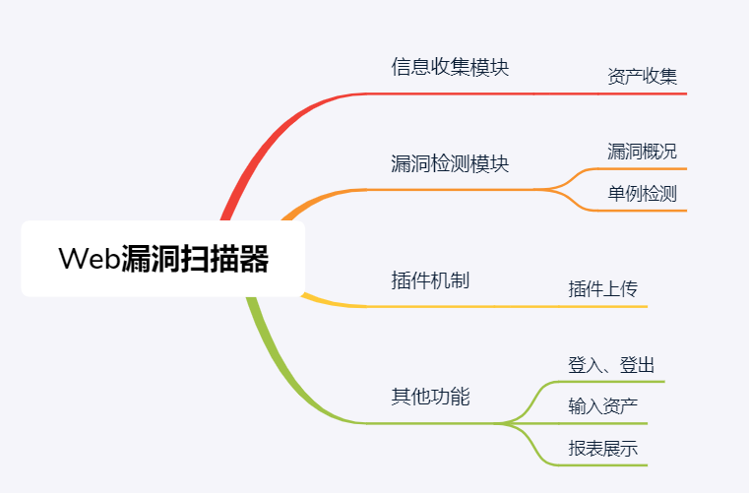 Web漏洞扫描器
信息收集模块
资产收集
漏洞检测模块
漏洞概况
单例检测
插件机制
插件上传
其他功能
登入、登出
输入资产
报表展示